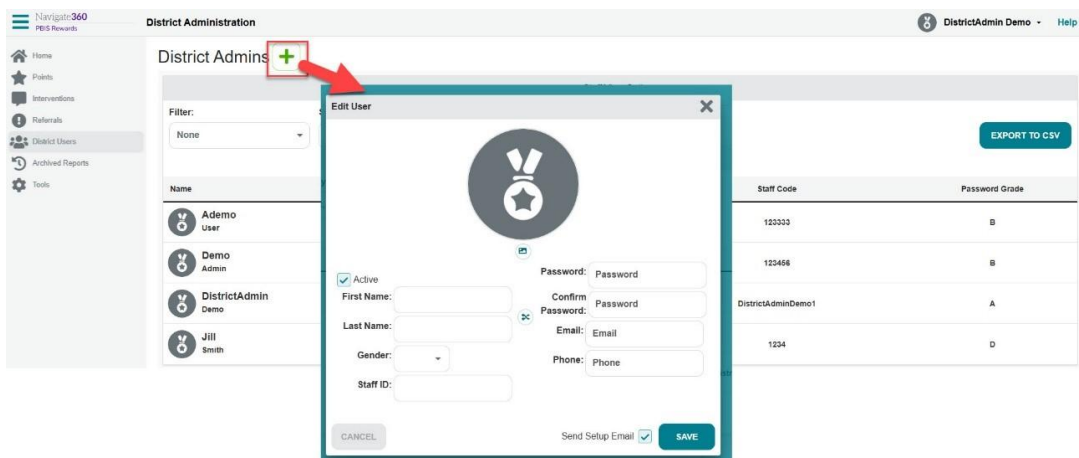 Navigate360
PBIS Rewards
District Administration
DistrictAdmin Demo
Help
Home
Points
Interventions
Referrals
District Users
Archived Reports
Tools
District Admins
Filter:
None
EXPORT TO CSV
Name
Staff Code
Password Grade
Ademo
User
123333
B
Demo
Admin
123456
B
DistrictAdmin
Demo
DistrictAdminDemo1
A
Jill
Smith
1234
D
Edit User
Active
First Name:
Last Name:
Gender:
Staff ID:
Password: Password
Confirm Password: Password
Email: Email
Phone: Phone
CANCEL
Send Setup Email
SAVE